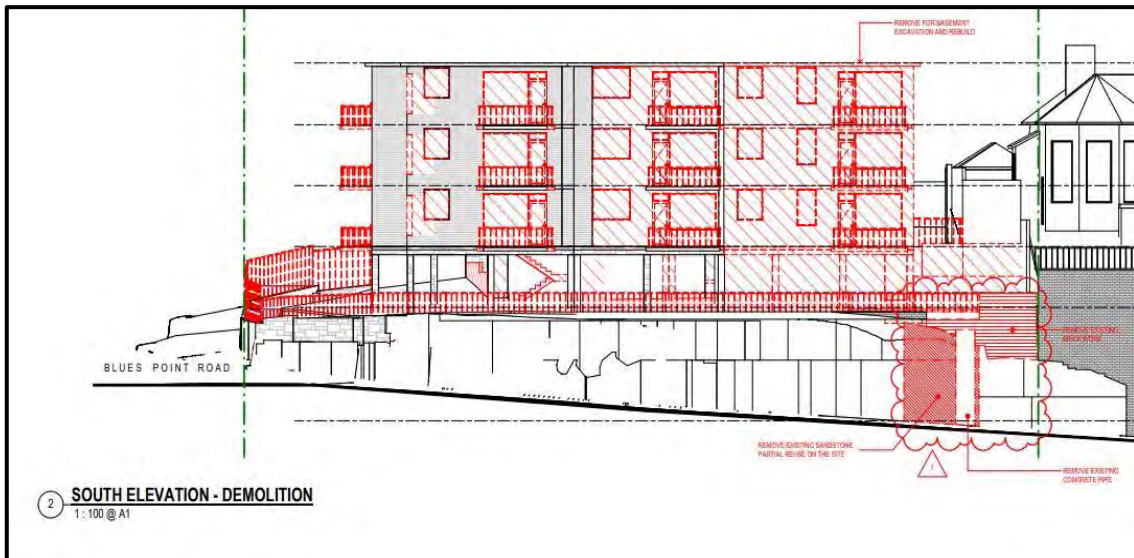 REMOVE FOR BASEMENT
EXCAVATION AND REBUILD
BLUES POINT ROAD
REMOVE EXISTING
BRICKWORK
REMOVE EXISTING SANDSTONE
PARTIAL REUSE ON THE SITE
1
REMOVE EXISTING
CONCRETE PIPE
2
SOUTH ELEVATION - DEMOLITION
1 : 100 @ A1